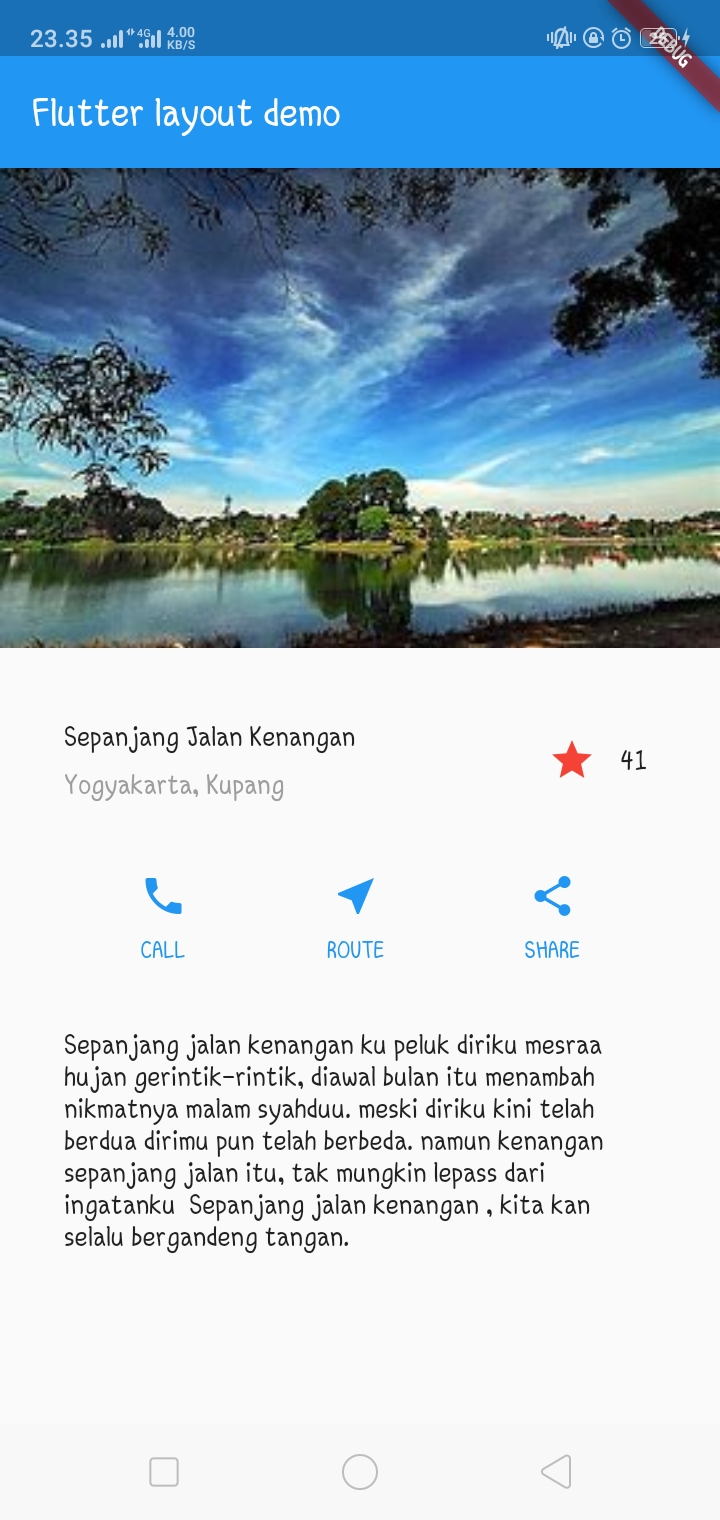 23.35 4G 4.00 KB/S
DEBUG
Flutter layout demo
Sepanjang Jalan Kenangan
Yogyakarta, Kupang
41
CALL ROUTE SHARE
Sepanjang jalan kenangan ku peluk diriku mesraa
hujan gerintik-rintik, diawal bulan itu menambah
nikmatnya malam syahduu. meski diriku kini telah
berdua dirimu pun telah berbeda. namun kenangan
sepanjang jalan itu, tak mungkin lepass dari
ingatanku  Sepanjang jalan kenangan , kita kan
selalu bergandeng tangan.